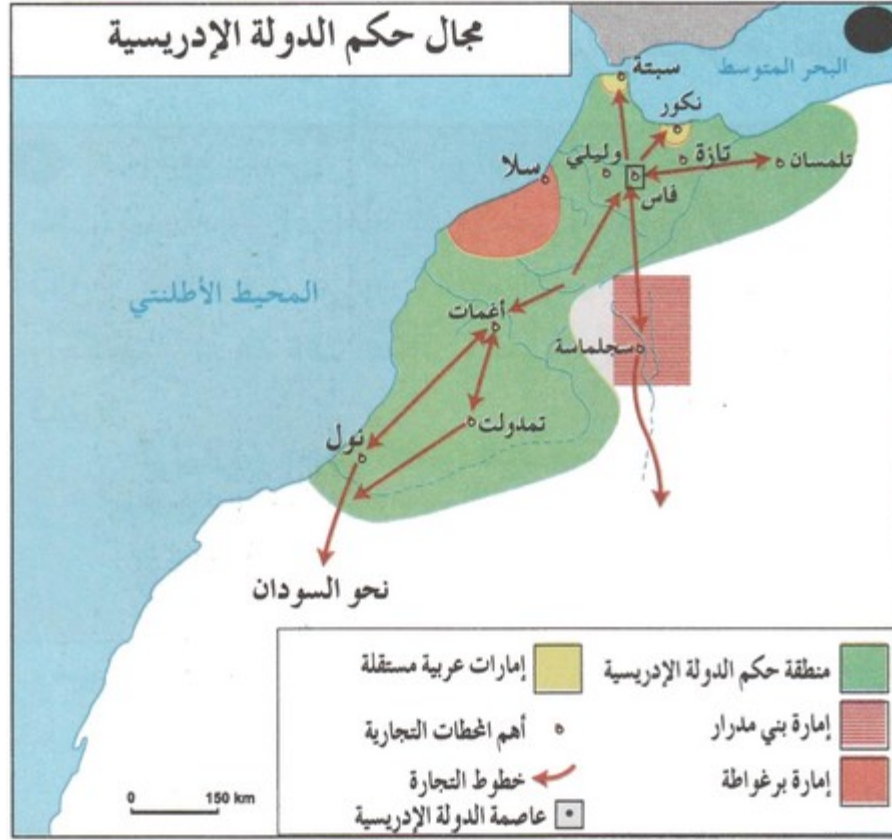 مجال حكم الدولة الإدريسية
البحر المتوسط
سبتة
نكور
وليلي
تازة
تلمسان
سلا
فاس
المحيط الأطلنتي
أغمات
سجلماسة
تمدولت
نول
نحو السودان
منطقة حكم الدولة الإدريسية
إمارات عربية مستقلة
إمارة بني مدرار
أهم المحطات التجارية
إمارة برغواطة
خطوط التجارة
عاصمة الدولة الإدريسية
0 150 km